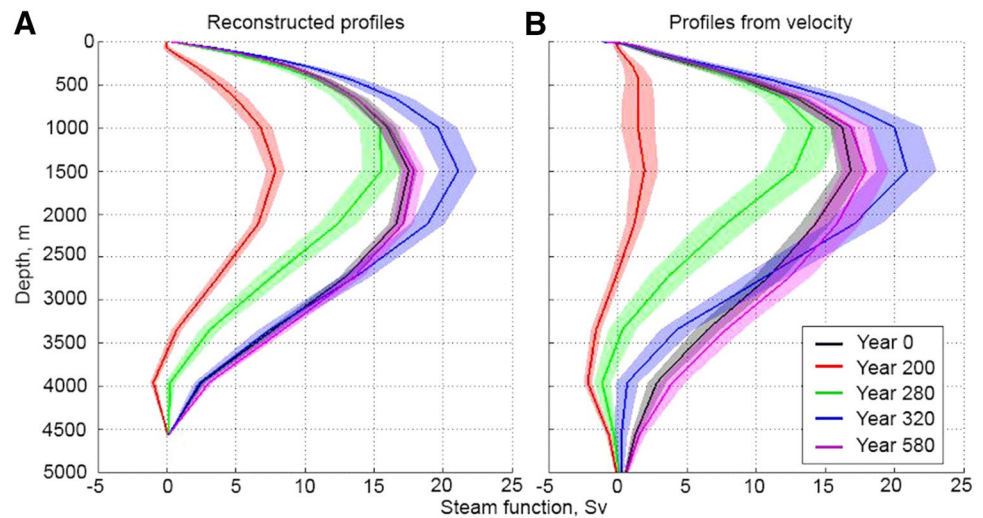 A Reconstructed profiles B Profiles from velocity
0
500
1000
1500
2000
2500
3000
3500
4000
4500
5000
Depth, m
Year 0
Year 200
Year 280
Year 320
Year 580
-5 0 5 10 15 20 25 -5 0 5 10 15 20 25
Steam function, Sv